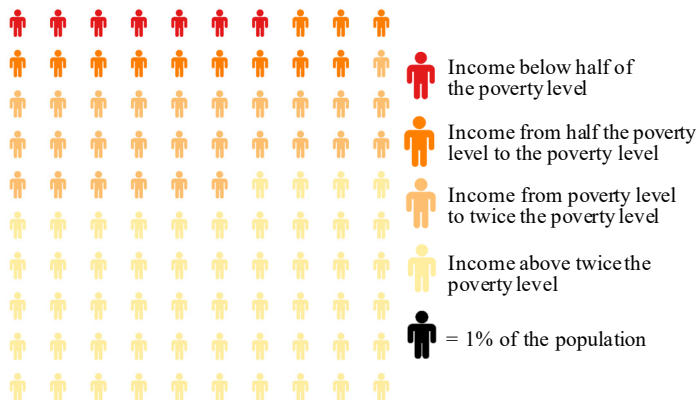 Income below half of
the poverty level
Income from half the poverty
level to the poverty level
Income from poverty level
to twice the poverty level
Income above twice the
poverty level
= 1% of the population